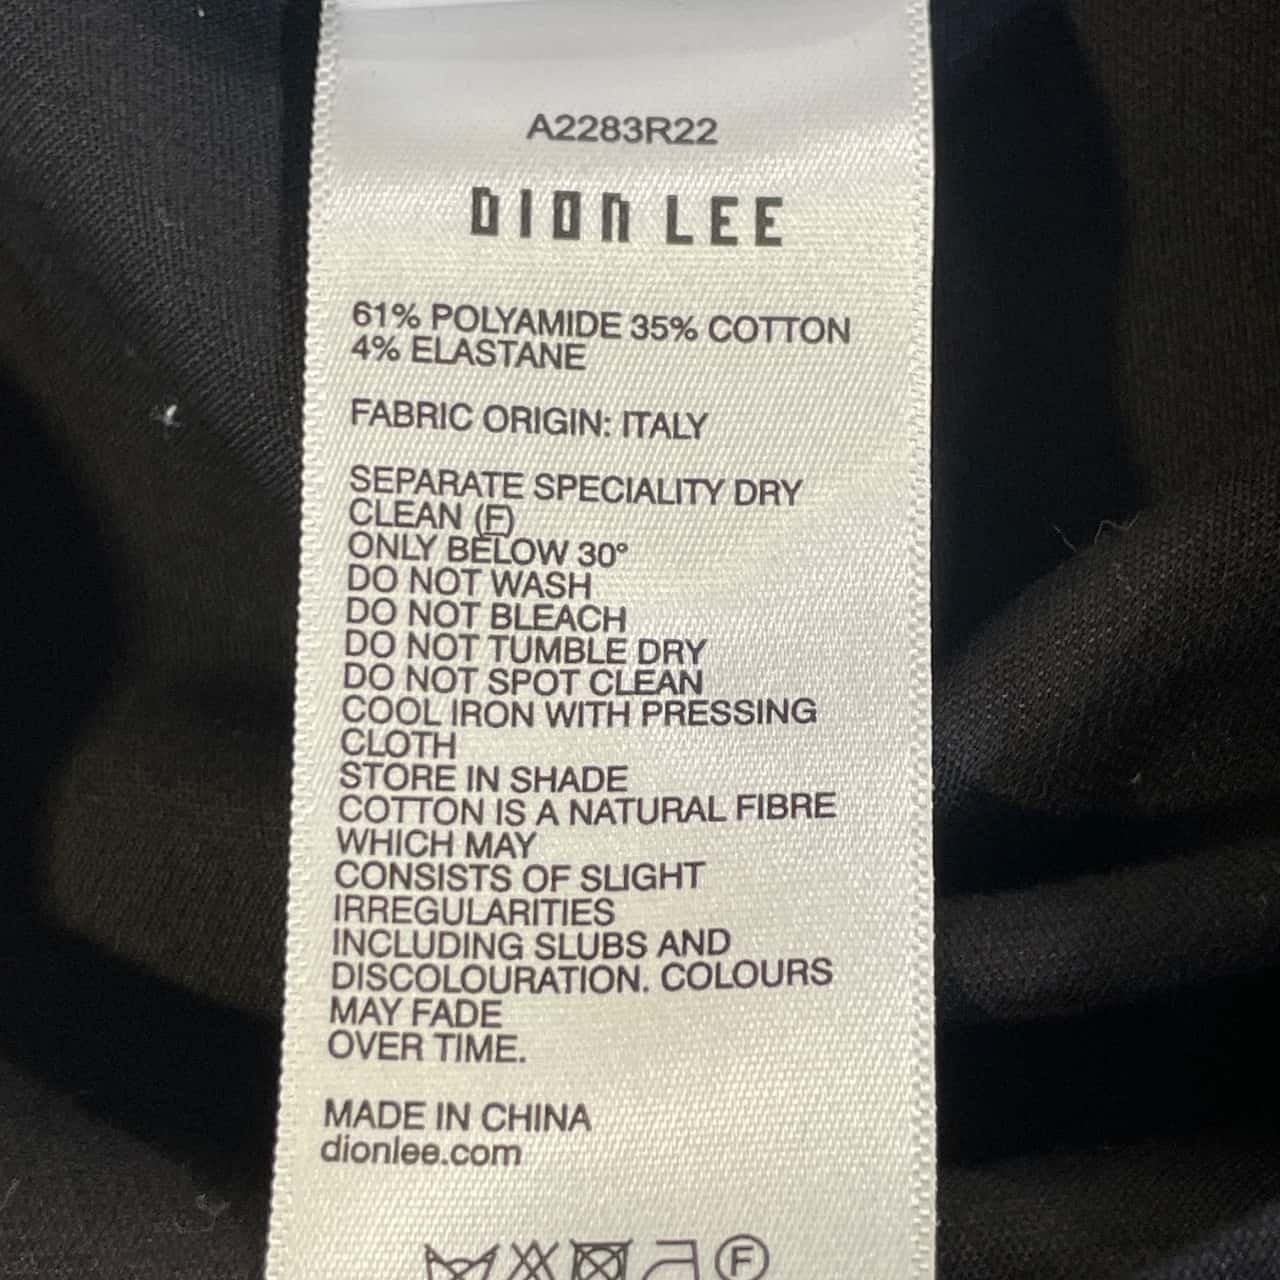 A2283R22
DION LEE
61% POLYAMIDE 35% COTTON
4% ELASTANE
FABRIC ORIGIN: ITALY
SEPARATE SPECIALITY DRY
CLEAN (F)
ONLY BELOW 30°
DO NOT WASH
DO NOT BLEACH
DO NOT TUMBLE DRY
DO NOT SPOT CLEAN
COOL IRON WITH PRESSING
CLOTH
STORE IN SHADE
COTTON IS A NATURAL FIBRE
WHICH MAY
CONSISTS OF SLIGHT
IRREGULARITIES
INCLUDING SLUBS AND
DISCOLOURATION. COLOURS
MAY FADE
OVER TIME.
MADE IN CHINA
dionlee.com
F